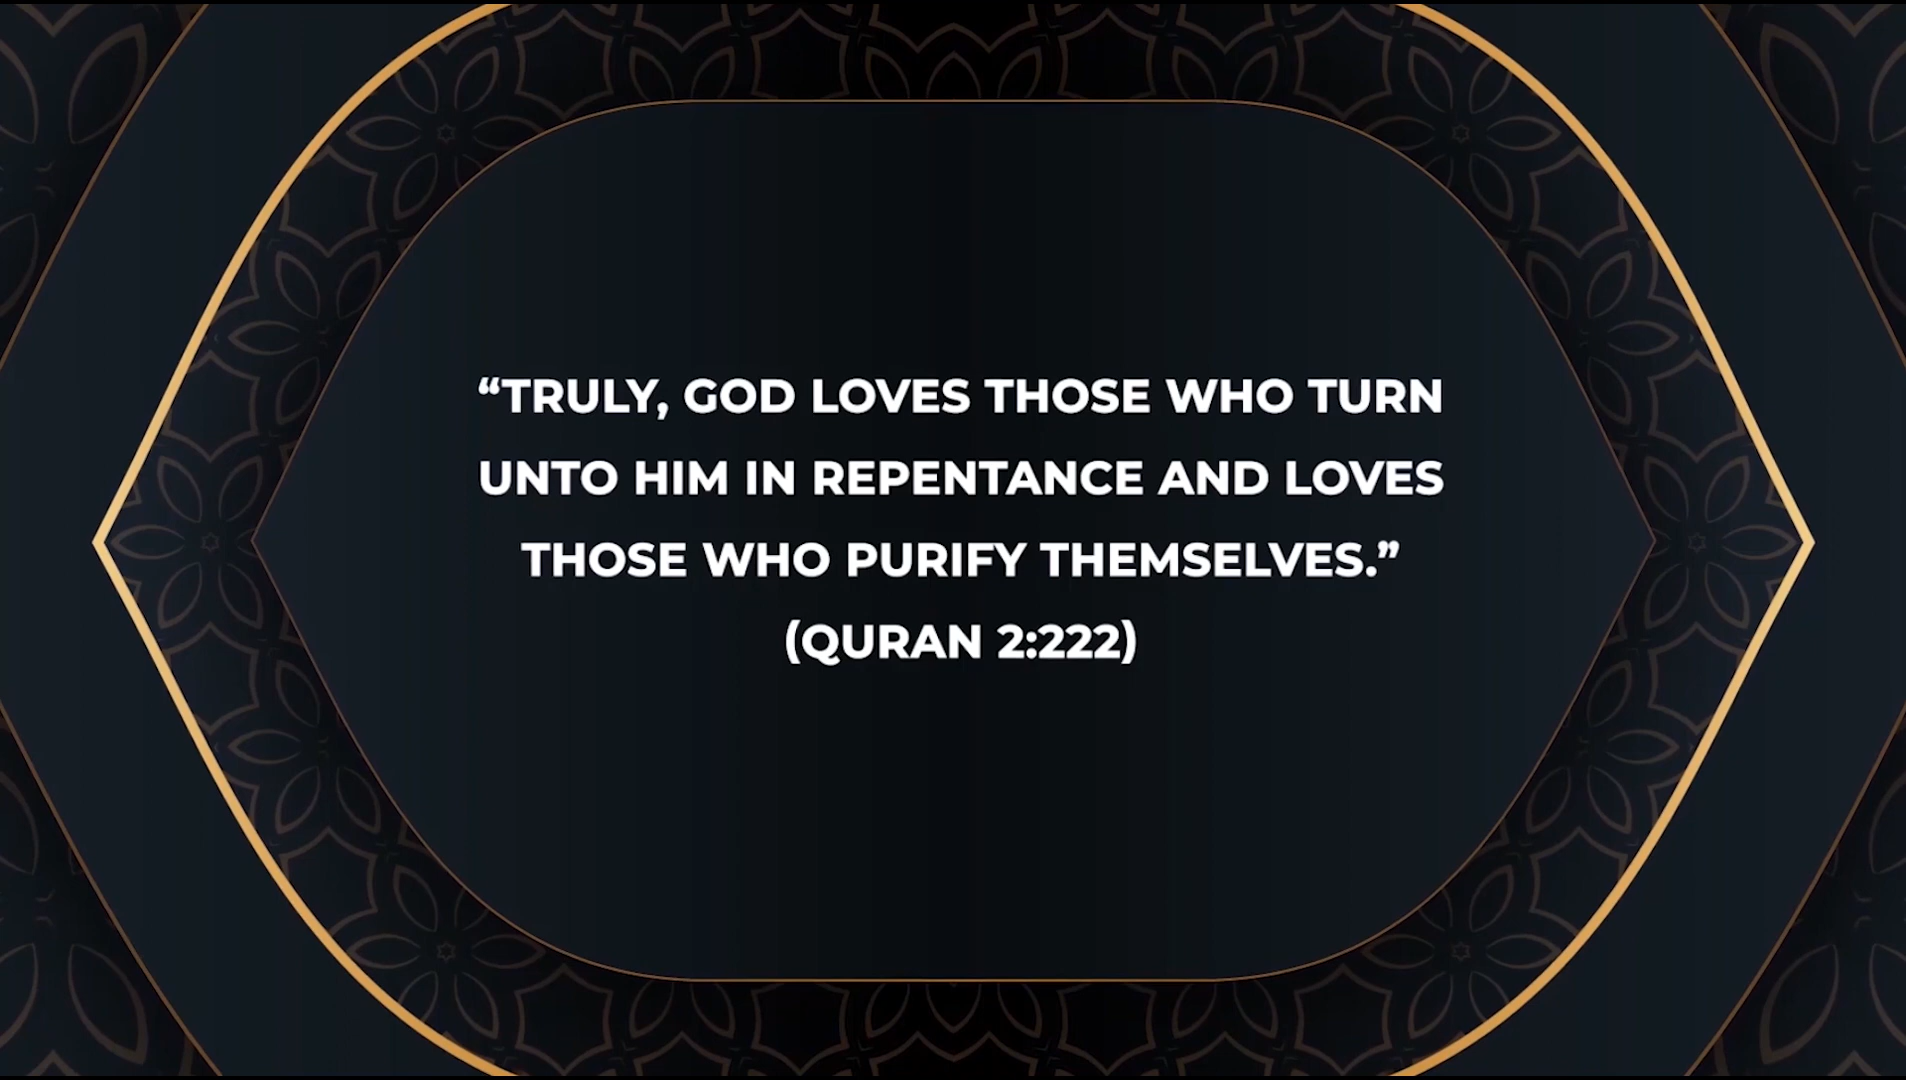 “TRULY, GOD LOVES THOSE WHO TURN
UNTO HIM IN REPENTANCE AND LOVES
THOSE WHO PURIFY THEMSELVES.”
(QURAN 2:222)